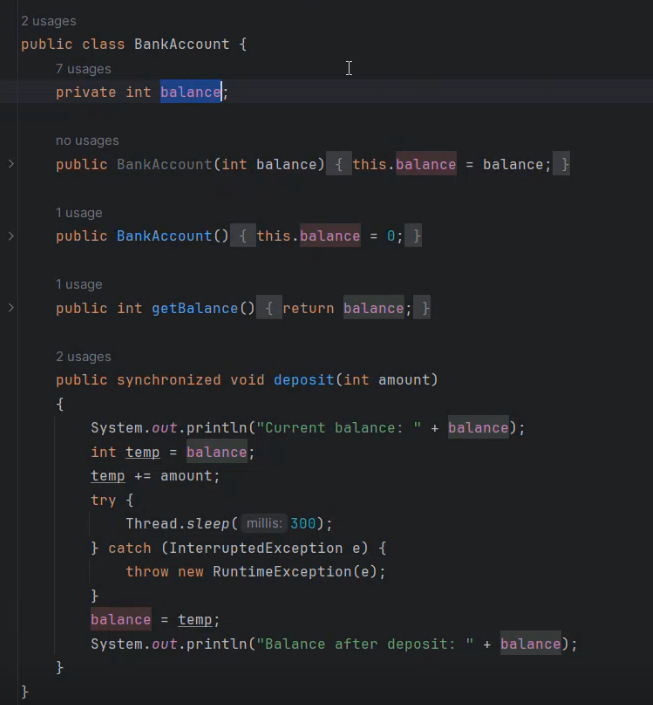 2 usages
public class BankAccount {
7 usages
private int balance;
no usages
public BankAccount(int balance) { this.balance = balance; }
1 usage
public BankAccount() { this.balance = 0; }
1 usage
public int getBalance() { return balance; }
2 usages
public synchronized void deposit(int amount)
{
System.out.println("Current balance: " + balance);
int temp = balance;
temp += amount;
try {
Thread.sleep( millis: 300);
} catch (InterruptedException e) {
throw new RuntimeException(e);
}
balance = temp;
System.out.println("Balance after deposit: " + balance);
}
}